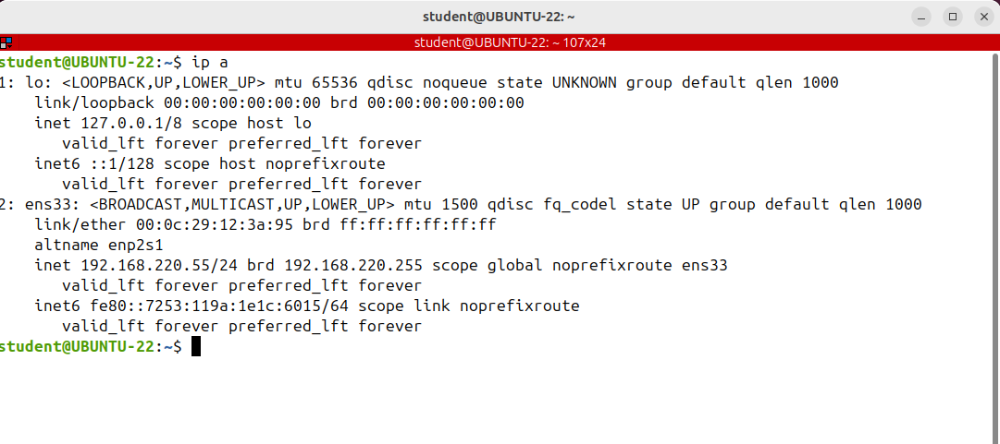 student@UBUNTU-22: ~
student@UBUNTU-22: ~ 107x24
student@UBUNTU-22:~$ ip a
1: lo: <LOOPBACK,UP,LOWER_UP> mtu 65536 qdisc noqueue state UNKNOWN group default qlen 1000
    link/loopback 00:00:00:00:00:00 brd 00:00:00:00:00:00
    inet 127.0.0.1/8 scope host lo
       valid_lft forever preferred_lft forever
    inet6 ::1/128 scope host noprefixroute
       valid_lft forever preferred_lft forever
2: ens33: <BROADCAST,MULTICAST,UP,LOWER_UP> mtu 1500 qdisc fq_codel state UP group default qlen 1000
    link/ether 00:0c:29:12:3a:95 brd ff:ff:ff:ff:ff:ff
    altname enp2s1
    inet 192.168.220.55/24 brd 192.168.220.255 scope global noprefixroute ens33
       valid_lft forever preferred_lft forever
    inet6 fe80::7253:119a:1e1c:6015/64 scope link noprefixroute
       valid_lft forever preferred_lft forever
student@UBUNTU-22:~$